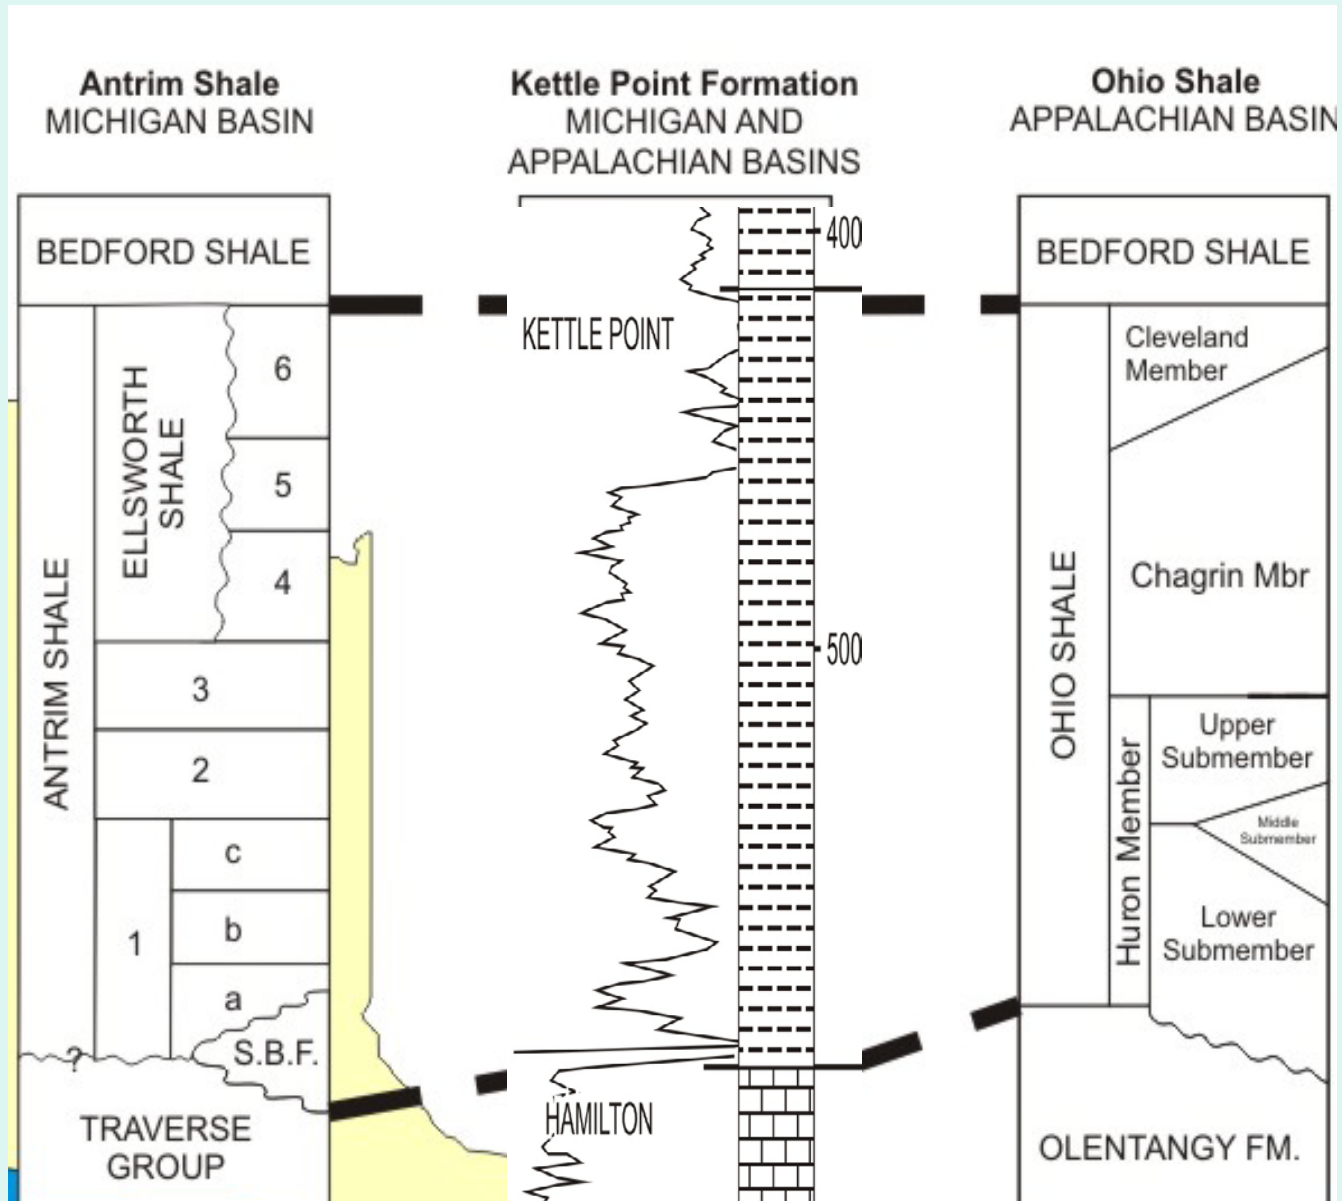 Antrim Shale
MICHIGAN BASIN
BEDFORD SHALE
ANTRIM SHALE
ELLSWORTH
SHALE
6
5
4
3
2
1
c
b
a
S.B.F.
?
TRAVERSE
GROUP
Kettle Point Formation
MICHIGAN AND
APPALACHIAN BASINS
400
KETTLE POINT
500
HAMILTON
Ohio Shale
APPALACHIAN BASIN
BEDFORD SHALE
OHIO SHALE
Cleveland
Member
Chagrin Mbr
Huron Member
Upper
Submember
Middle
Submember
Lower
Submember
OLENTANGY FM.